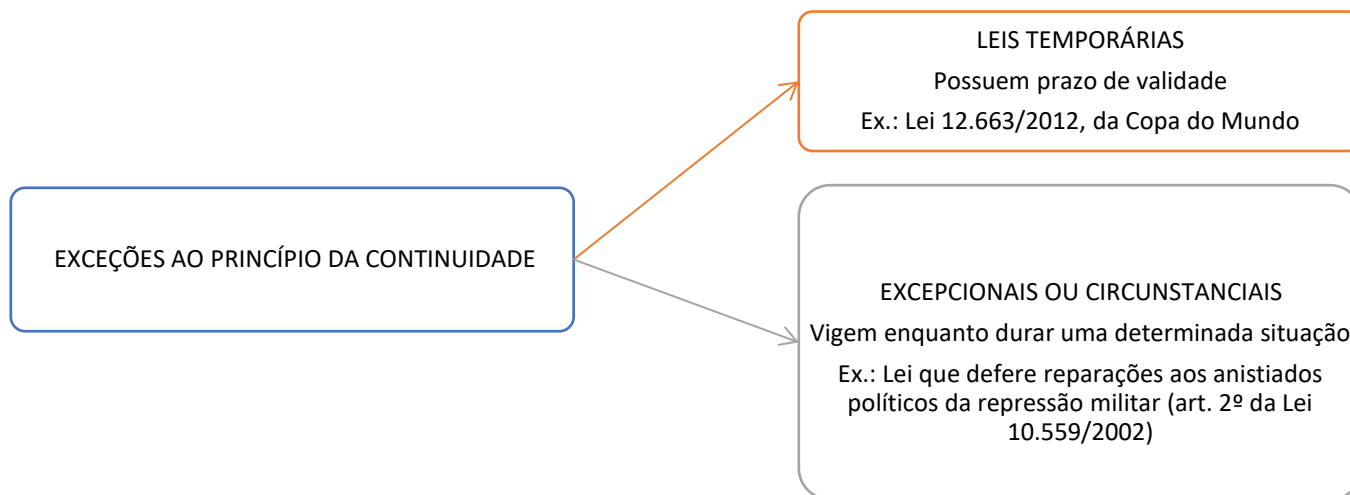 EXCEÇÕES AO PRINCÍPIO DA CONTINUIDADE
LEIS TEMPORÁRIAS
Possuem prazo de validade
Ex.: Lei 12.663/2012, da Copa do Mundo
EXCEPCIONAIS OU CIRCUNSTANCIAIS
Vigem enquanto durar uma determinada situação
Ex.: Lei que defere reparações aos anistiados
políticos da repressão militar (art. 2º da Lei
10.559/2002)